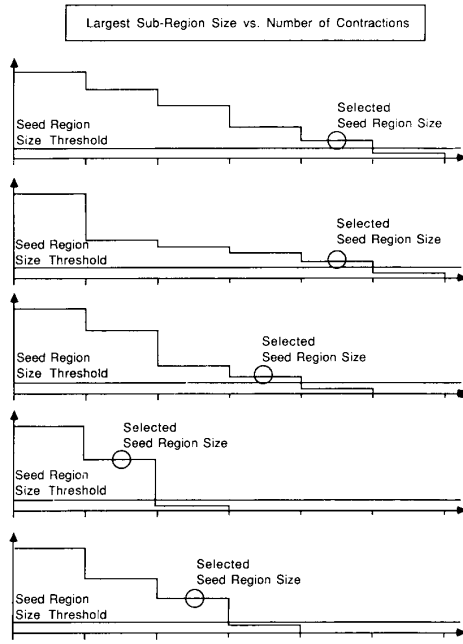 Largest Sub-Region Size vs. Number of Contractions
Selected
Seed Region Size
Seed Region
Size Threshold
Selected
Seed Region Size
Seed Region
Size Threshold
Selected
Seed Region Size
Seed Region
Size Threshold
Selected
Seed Region Size
Seed Region
Size Threshold
Selected
Seed Region Size
Seed Region
Size Threshold